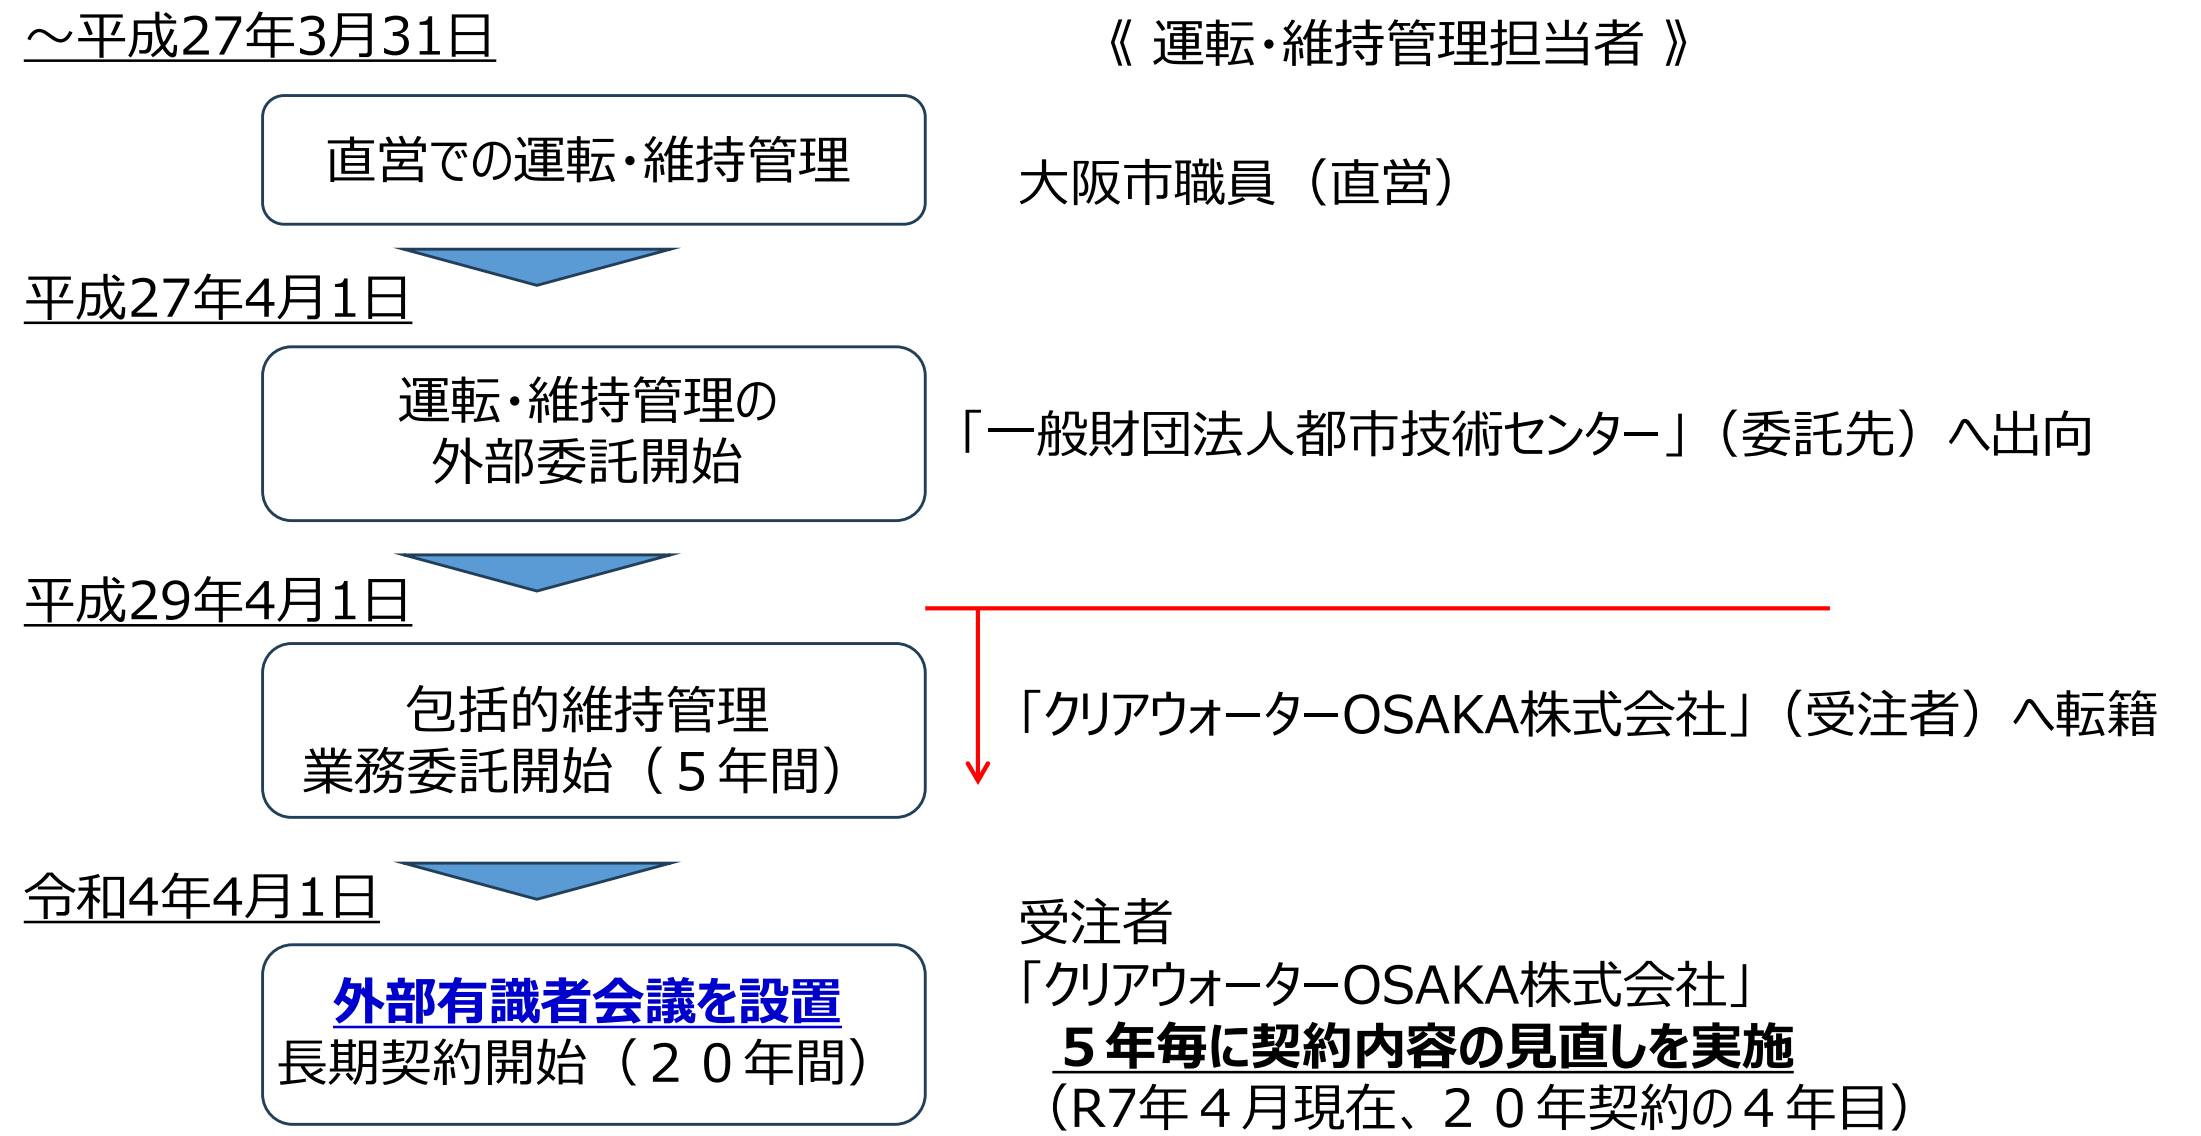 ～平成27年3月31日
《 運転・維持管理担当者 》
直営での運転・維持管理
大阪市職員（直営）
平成27年4月1日
運転・維持管理の
外部委託開始
「一般財団法人都市技術センター」（委託先）へ出向
平成29年4月1日
包括的維持管理
業務委託開始（５年間）
「クリアウォーターOSAKA株式会社」（受注者）へ転籍
令和4年4月1日
外部有識者会議を設置
長期契約開始（２０年間）
受注者
「クリアウォーターOSAKA株式会社」
５年毎に契約内容の見直しを実施
（R7年４月現在、２０年契約の４年目）